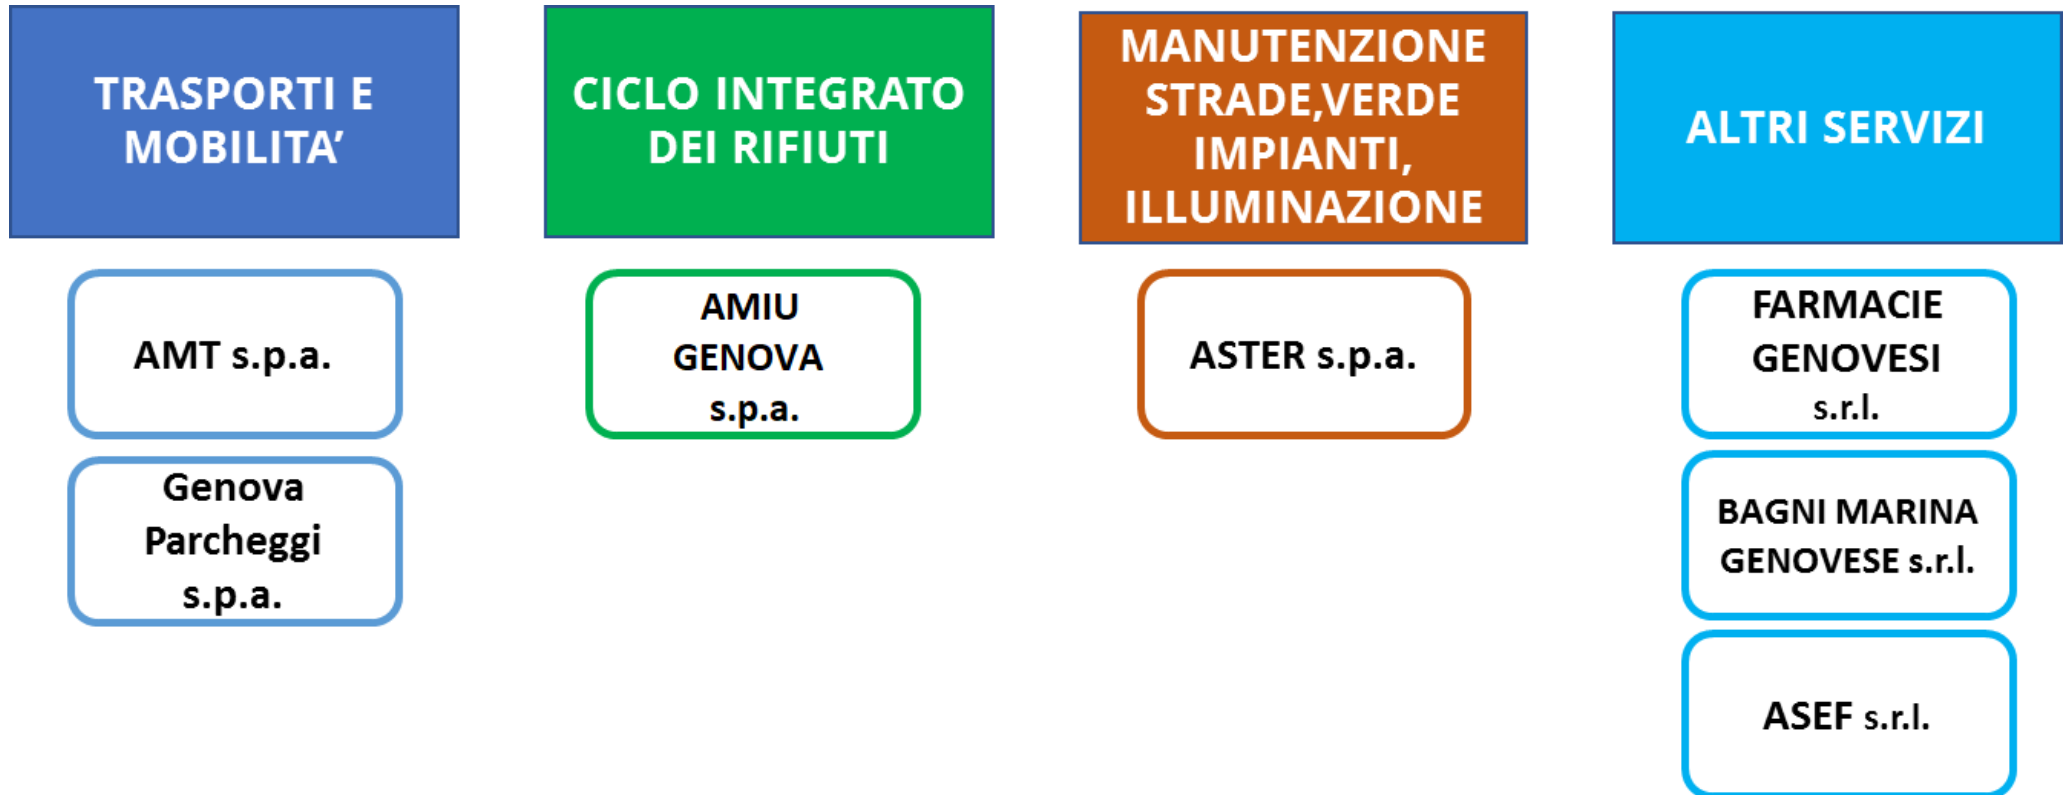 TRASPORTI E
MOBILITA’
AMT s.p.a.
Genova
Parcheggi
s.p.a.
CICLO INTEGRATO
DEI RIFIUTI
AMIU
GENOVA
s.p.a.
MANUTENZIONE
STRADE,VERDE
IMPIANTI,
ILLUMINAZIONE
ASTER s.p.a.
ALTRI SERVIZI
FARMACIE
GENOVESI
s.r.l.
BAGNI MARINA
GENOVESE s.r.l.
ASEF s.r.l.